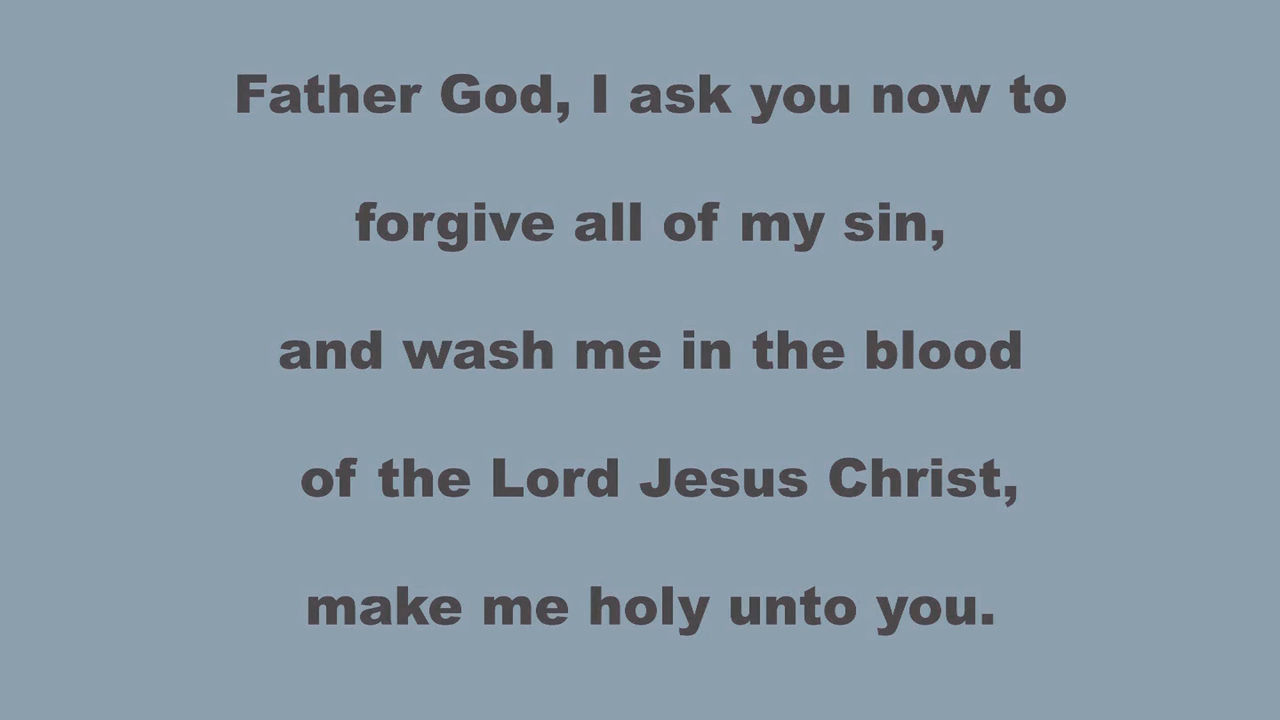 Father God, I ask you now to
forgive all of my sin,
and wash me in the blood
of the Lord Jesus Christ,
make me holy unto you.